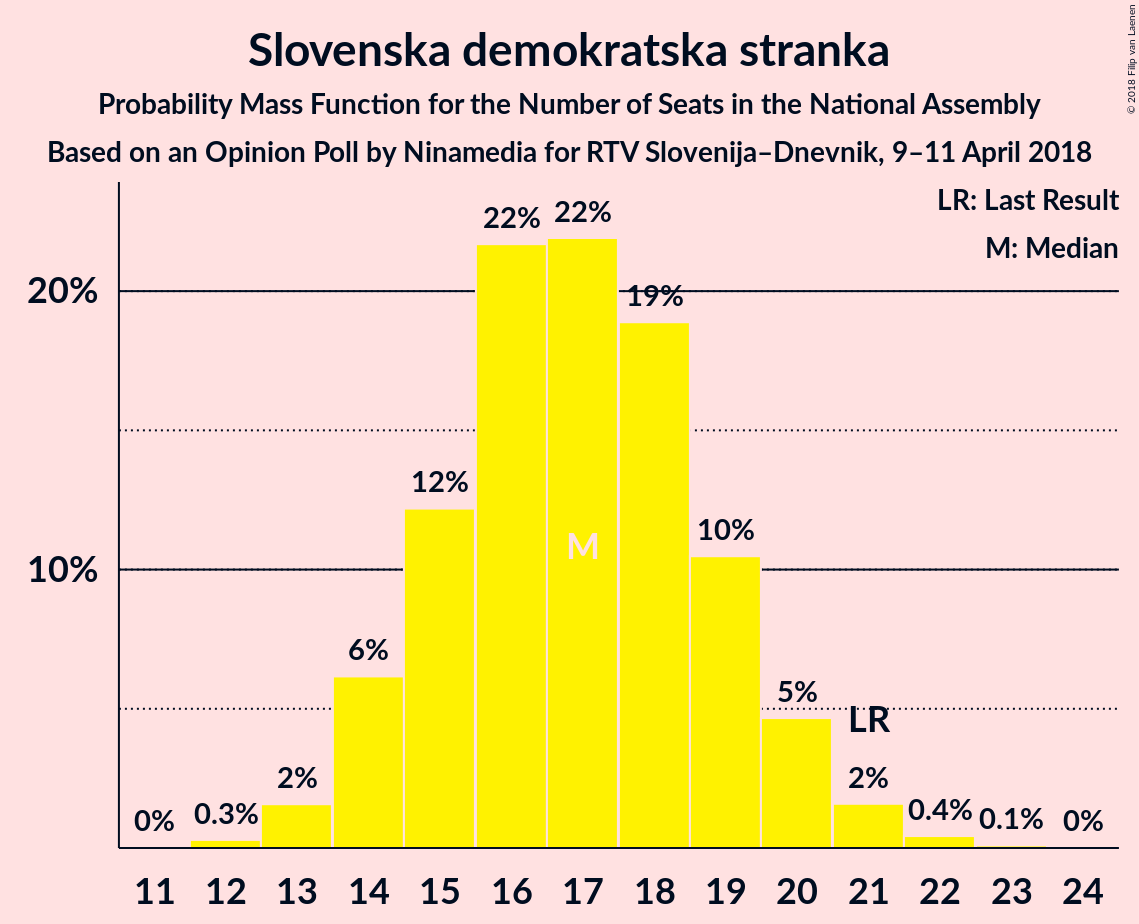 Slovenska demokratska stranka
Probability Mass Function for the Number of Seats in the National Assembly
Based on an Opinion Poll by Ninamedia for RTV Slovenija–Dnevnik, 9–11 April 2018
© 2018 Filip van Laenen
LR: Last Result
M: Median
20%
10%
0%
0.3%
2%
6%
12%
22%
22%
19%
10%
5%
2%
0.4%
0.1%
0%
M
LR
11 12 13 14 15 16 17 18 19 20 21 22 23 24